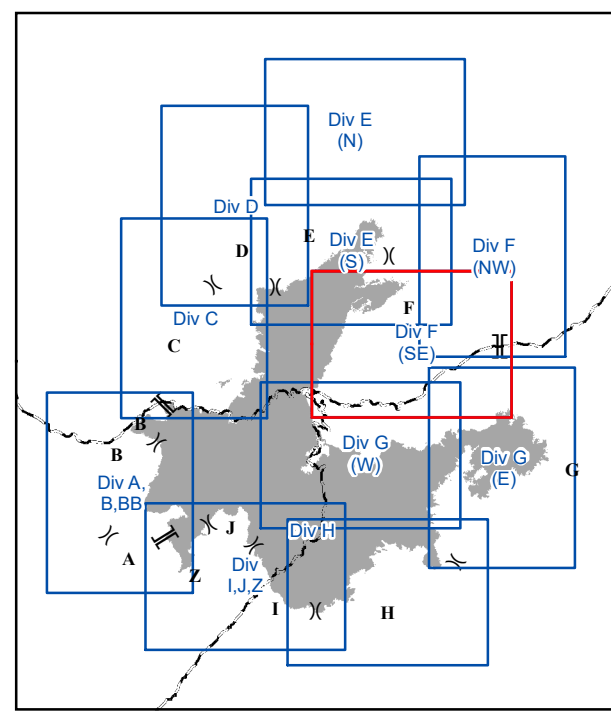 Div E
(N)
Div D
E
D
Div E
(S)
Div F
(NW)
F
Div C
Div F
(SE)
C
B
B
Div G
(W)
Div G
(E)
G
Div A,
B,BB
J
Div H
A
Div
I,J,Z
Z
I
H